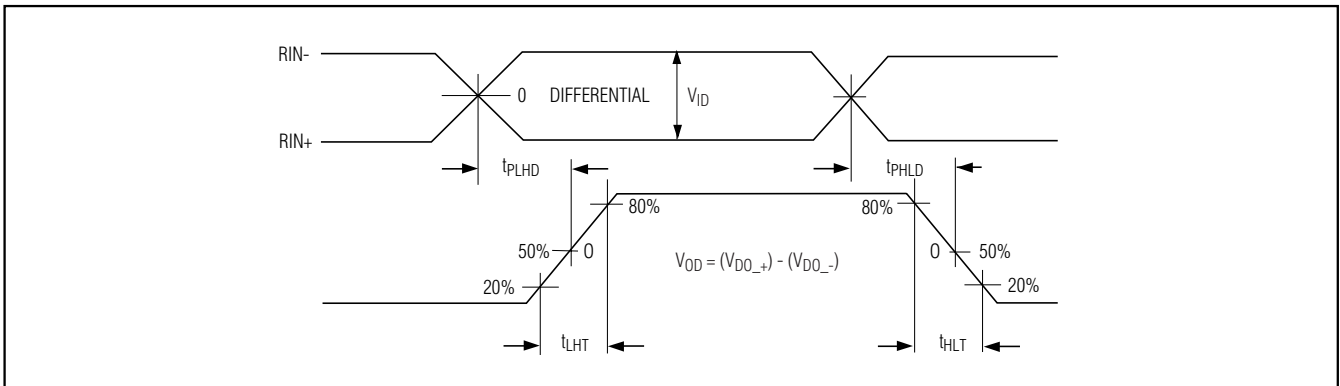 RIN-
0 DIFFERENTIAL V_ID
RIN+
t_PLHD t_PHLD
80% 80%
50% 0 V_OD = (V_DO_+) - (V_DO_-) 0 50%
20% 20%
t_LHT t_HLT